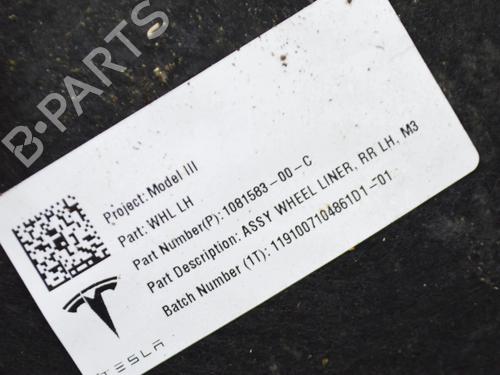 B-PARTS
Project: Model III
Part: WHL LH
Part Number(P): 1081583-00-C
Part Description: ASSY WHEEL LINER, RR LH, M3
Batch Number (1T): 1191007104861D1-01
TESLA